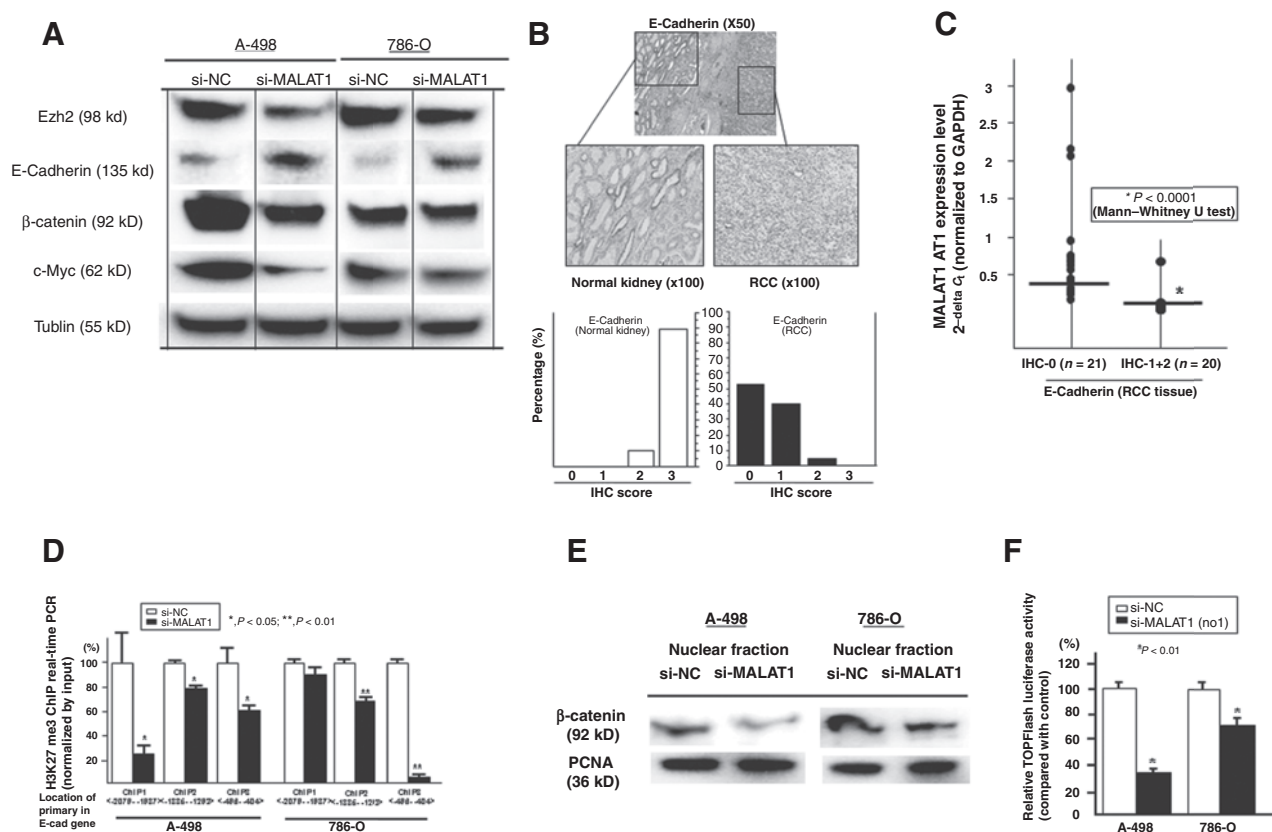 A
A-498
786-O
si-NC
si-MALAT1
si-NC
si-MALAT1
Ezh2 (98 kd)
E-Cadherin (135 kd)
β-catenin (92 kD)
c-Myc (62 kD)
Tublin (55 kD)
B
E-Cadherin (X50)
Normal kidney (x100)
RCC (x100)
Percentage (%)
E-Cadherin
(Normal kidney)
0 1 2 3
IHC score
100
90
80
70
60
50
40
30
20
10
0
E-Cadherin
(RCC)
0 1 2 3
IHC score
C
MALAT1 AT1 expression level
2–delta Ct (normalized to GAPDH)
3
2.5
2
1.5
1
0.5
* P < 0.0001
(Mann–Whitney U test)
*
IHC-0 (n = 21)
IHC-1+2 (n = 20)
E-Cadherin (RCC tissue)
D
H3K27 me3 ChIP real-time PCR
(normalized by input)
si-NC
si-MALAT1
*,P < 0.05; **,P < 0.01
(%)
100
80
60
40
20
* * * ** **
ChIP1 ChIP2 ChIP2 ChIP1 ChIP2
Location of
primary in
E-cad gene
A-498
786-O
E
A-498
786-O
Nuclear fraction
Nuclear fraction
si-NC si-MALAT1
si-NC si-MALAT1
β-catenin
(92 kD)
PCNA
(36 kD)
F
Relative TOPFlash luciferase activity
(compared with control)
si-NC
si-MALAT1 (no1)
*P < 0.01
(%)
120
100
80
60
40
20
0
*
*
A-498
786-O